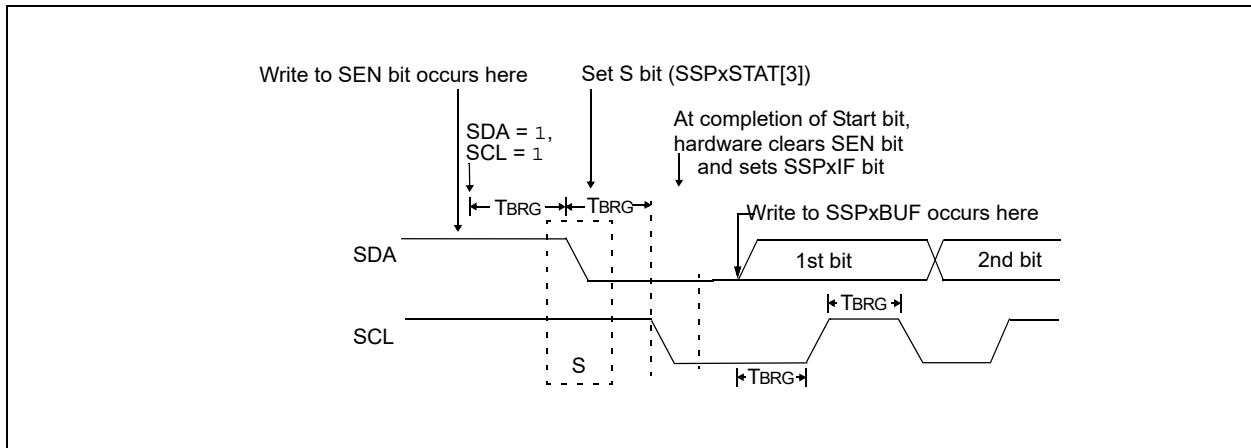 Write to SEN bit occurs here
Set S bit (SSPxSTAT[3])
SDA = 1,
SCL = 1
At completion of Start bit,
hardware clears SEN bit
and sets SSPxIF bit
TBRG
TBRG
Write to SSPxBUF occurs here
SDA
1st bit
2nd bit
TBRG
SCL
S
TBRG